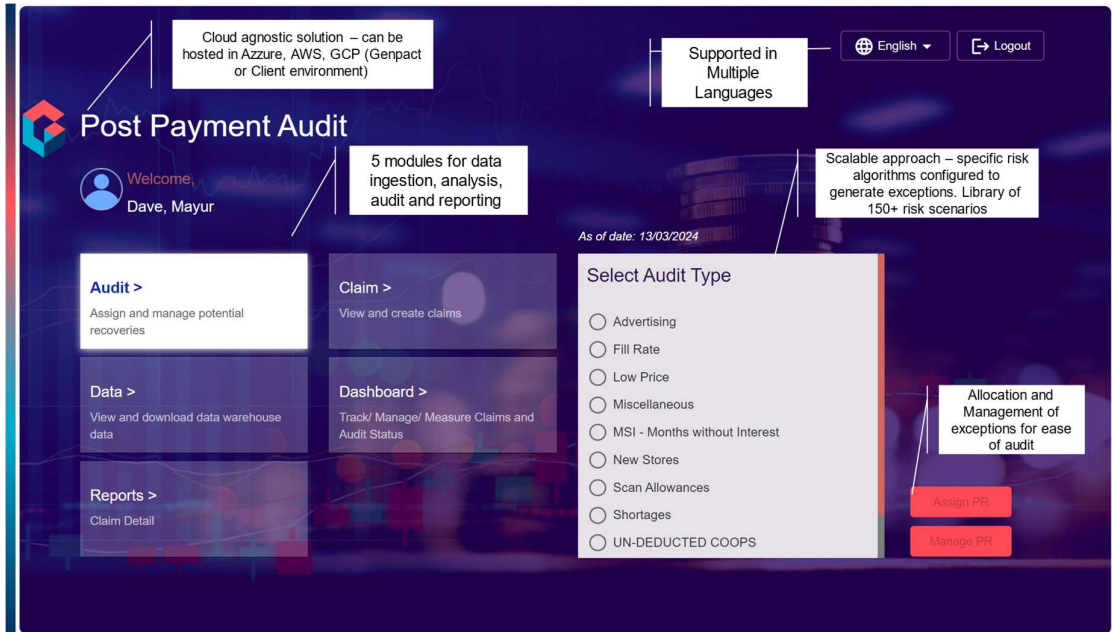 Cloud agnostic solution – can be
hosted in Azzure, AWS, GCP (Genpact
or Client environment)
Supported in
Multiple
Languages
English
Logout
Post Payment Audit
Welcome,
Dave, Mayur
5 modules for data
ingestion, analysis,
audit and reporting
Scalable approach – specific risk
algorithms configured to
generate exceptions. Library of
150+ risk scenarios
As of date: 13/03/2024
Audit >
Assign and manage potential
recoveries
Claim >
View and create claims
Data >
View and download data warehouse
data
Dashboard >
Track/ Manage/ Measure Claims and
Audit Status
Reports >
Claim Detail
Select Audit Type
Advertising
Fill Rate
Low Price
Miscellaneous
MSI - Months without Interest
New Stores
Scan Allowances
Shortages
UN-DEDUCTED COOPS
Allocation and
Management of
exceptions for ease
of audit
Assign PR
Manage PR